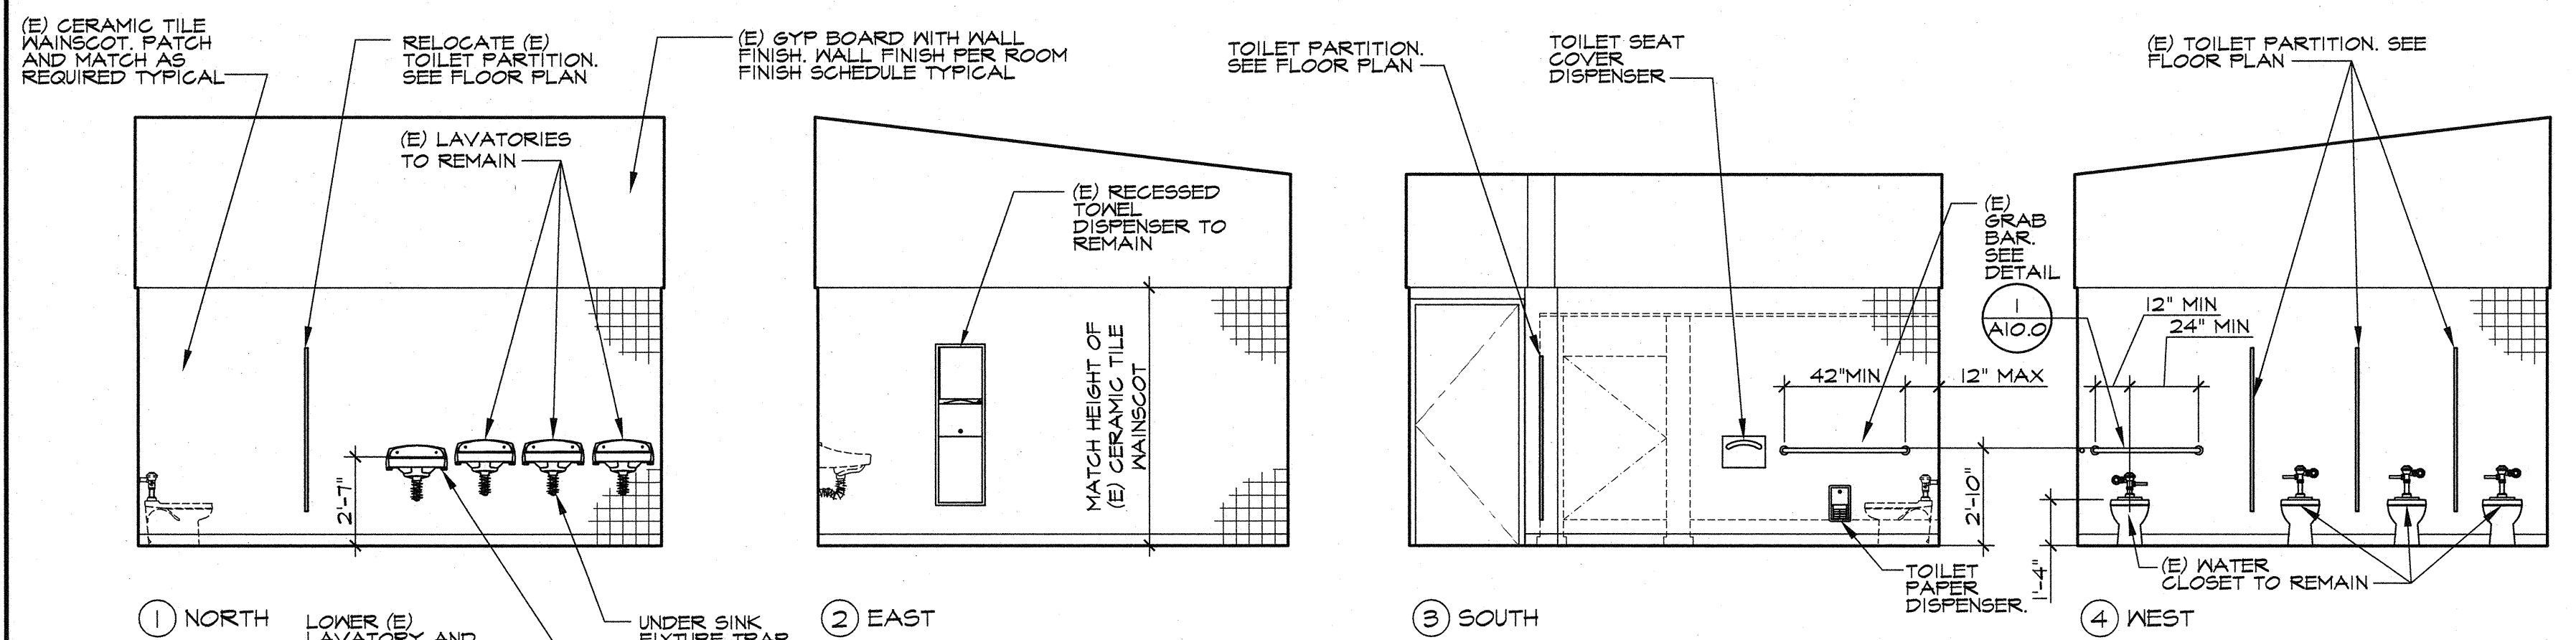 (E) CERAMIC TILE
WAINSCOT. PATCH
AND MATCH AS
REQUIRED TYPICAL
RELOCATE (E)
TOILET PARTITION.
SEE FLOOR PLAN
(E) LAVATORIES
TO REMAIN
(E) GYP BOARD WITH WALL
FINISH. WALL FINISH PER ROOM
FINISH SCHEDULE TYPICAL
2'-7"
1 NORTH
LOWER (E)
LAVATORY AND
UNDER SINK
FIXTURE TRAP
(E) RECESSED
TOWEL
DISPENSER TO
REMAIN
MATCH HEIGHT OF
(E) CERAMIC TILE
WAINSCOT
2 EAST
TOILET PARTITION.
SEE FLOOR PLAN
TOILET SEAT
COVER
DISPENSER
(E)
GRAB
BAR.
SEE
DETAIL
1
A10.0
42"MIN
12" MAX
2'-10"
TOILET
PAPER
DISPENSER.
3 SOUTH
(E) TOILET PARTITION. SEE
FLOOR PLAN
12" MIN
24" MIN
1'-4"
(E) WATER
CLOSET TO REMAIN
4 WEST